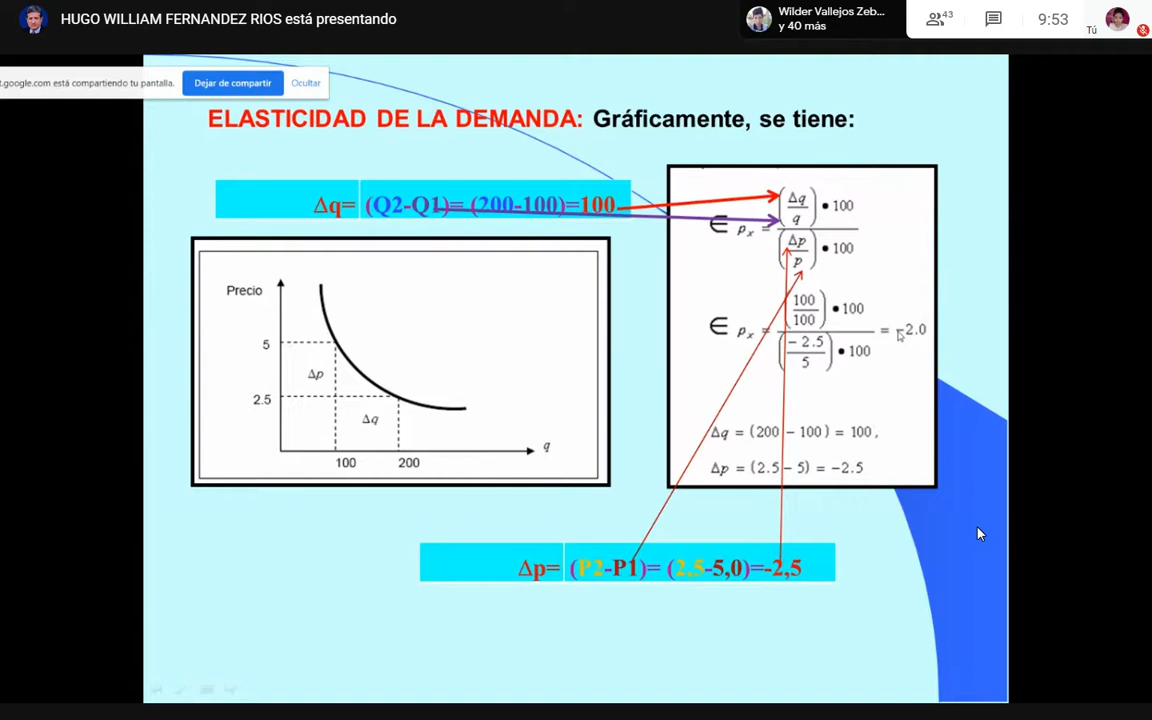 HUGO WILLIAM FERNANDEZ RIOS está presentando
Wilder Vallejos Zeb...
y 40 más
43
9:53
Tú
t.google.com está compartiendo tu pantalla.
Dejar de compartir
Ocultar
ELASTICIDAD DE LA DEMANDA: Gráficamente, se tiene:
Δq= (Q2-Q1)= (200-100)=100
Precio
5
Δp
2.5
Δq
q
100 200
∈ pₓ = (Δq/q) • 100 / (Δp/p) • 100
∈ pₓ = (100/100) • 100 / (-2.5/5) • 100 = -2.0
Δq = (200 - 100) = 100,
Δp = (2.5 - 5) = -2.5
Δp= (P2-P1)= (2,5-5,0)=-2,5